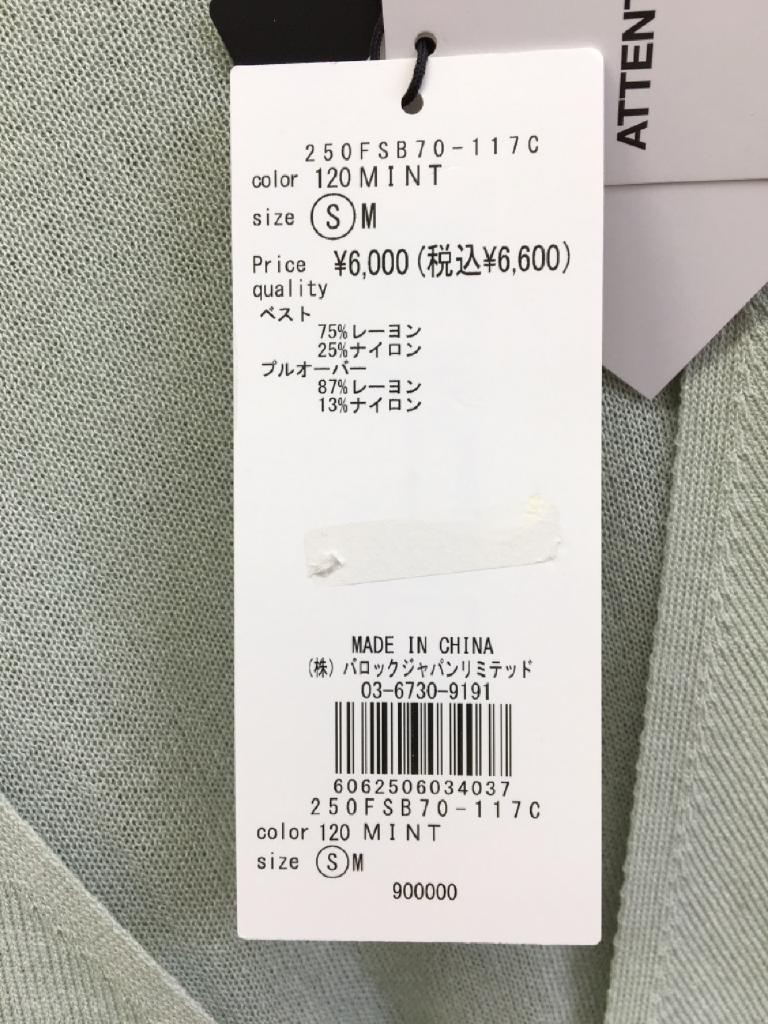 ATTENT
250FSB70-117C
color 120 MINT
size Ⓢ M
Price ¥6,000 (税込¥6,600)
quality
ベスト
75%レーヨン
25%ナイロン
プルオーバー
87%レーヨン
13%ナイロン
MADE IN CHINA
(株) バロックジャパンリミテッド
03-6730-9191
6062506034037
250FSB70-117C
color 120 MINT
size Ⓢ M
900000